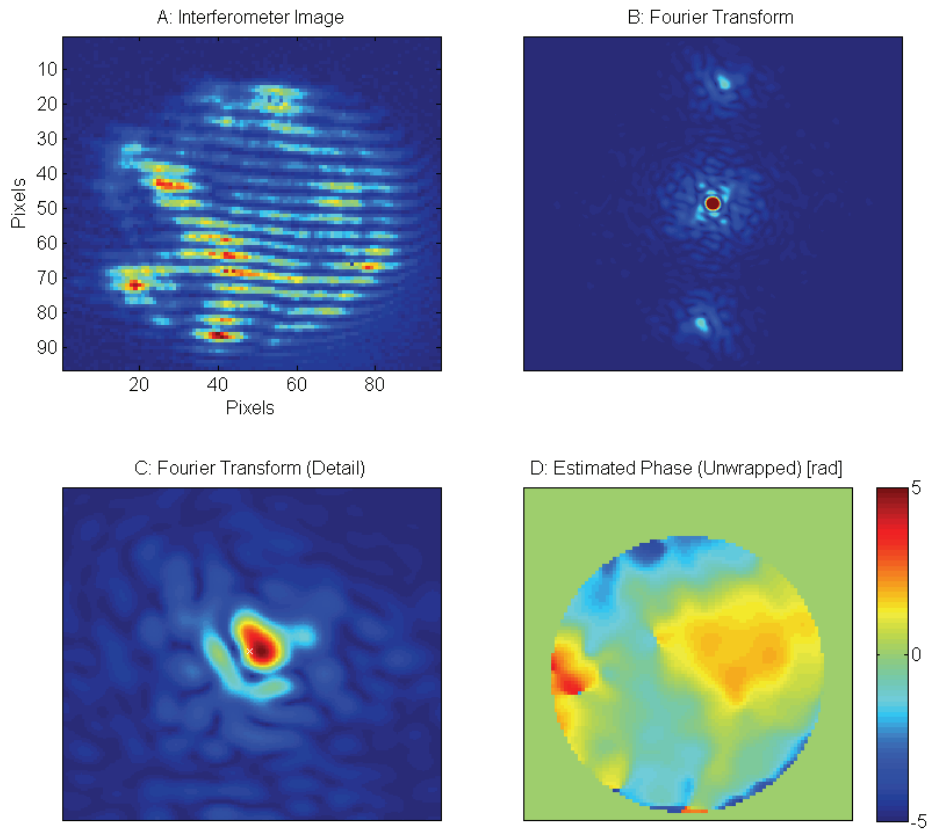 A: Interferometer Image
B: Fourier Transform
10
20
30
40
50
60
70
80
90
Pixels
20 40 60 80
Pixels
C: Fourier Transform (Detail)
D: Estimated Phase (Unwrapped) [rad]
5
0
-5